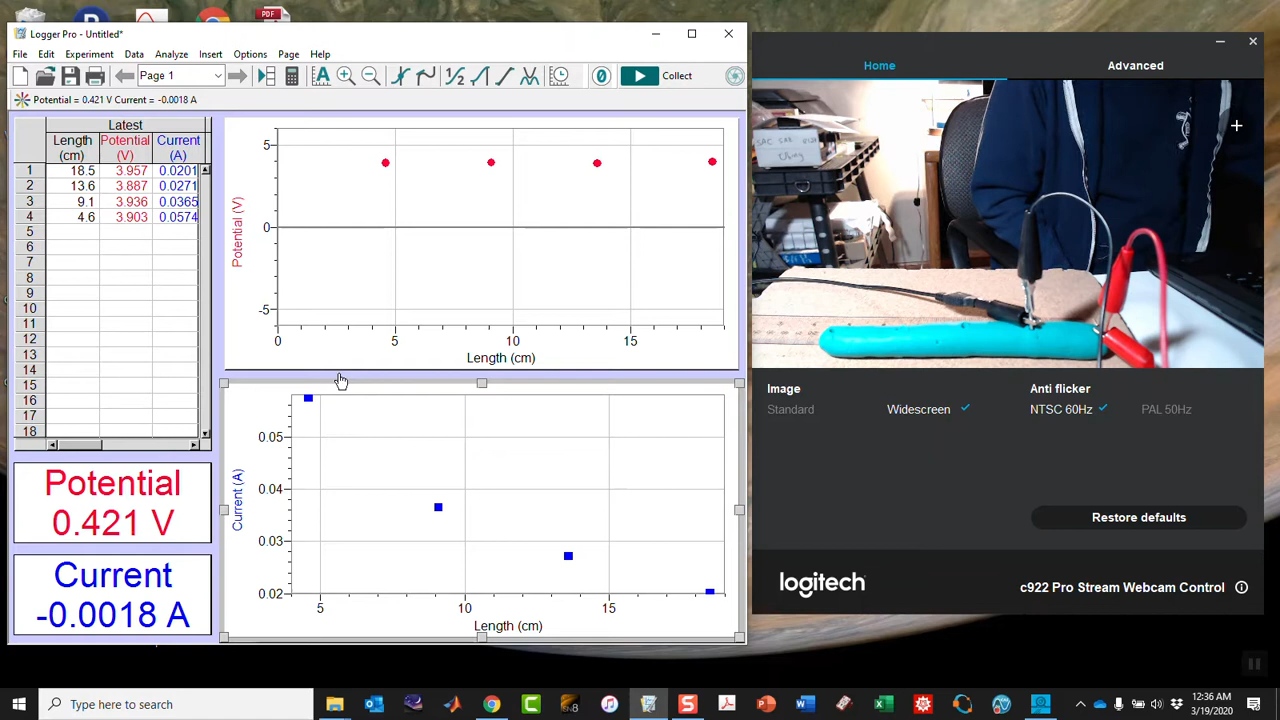 PDF
Logger Pro - Untitled*
File Edit Experiment Data Analyze Insert Options Page Help
Page 1
Collect
Potential = 0.421 V Current = -0.0018 A
Latest
Length (cm) Potential (V) Current (A)
1 18.5 3.957 0.0201
2 13.6 3.887 0.0271
3 9.1 3.936 0.0365
4 4.6 3.903 0.0574
5
6
7
8
9
10
11
12
13
14
15
16
17
18
Potential
0.421 V
Current
-0.0018 A
5
0
-5
Potential (V)
0 5 10 15
Length (cm)
0.05
0.04
0.03
0.02
Current (A)
5 10 15
Length (cm)
Home Advanced
Image
Standard Widescreen
Anti flicker
NTSC 60Hz PAL 50Hz
Restore defaults
logitech
c922 Pro Stream Webcam Control
Type here to search
12:36 AM
3/19/2020